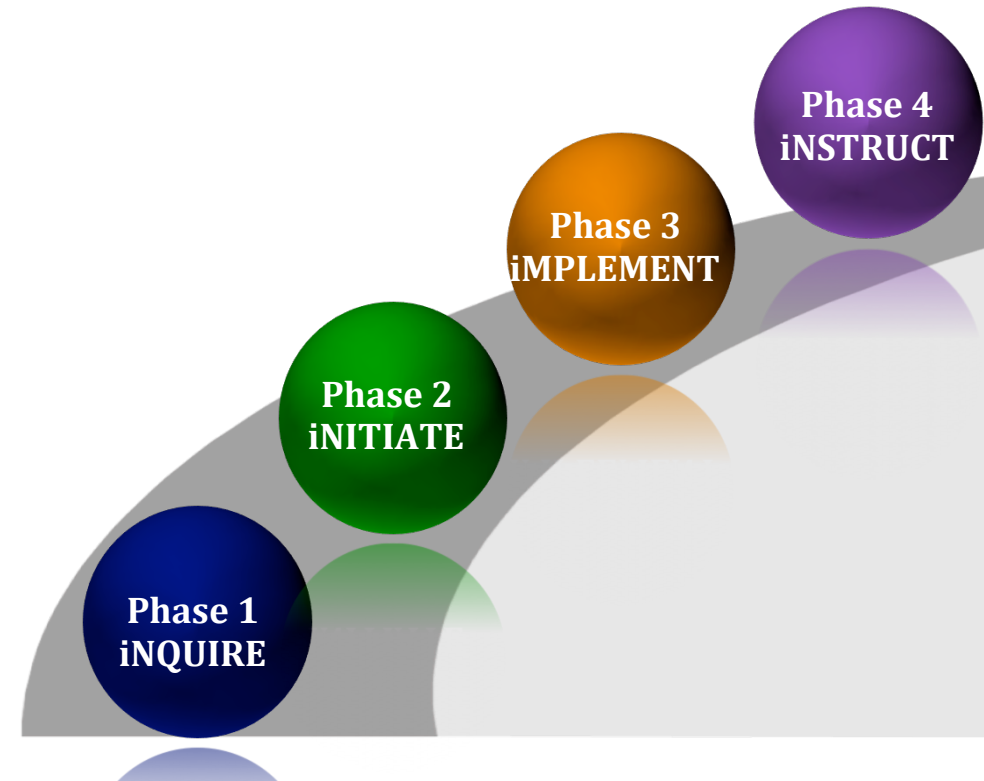 Phase 1
iNQUIRE
Phase 2
iNITIATE
Phase 3
iMPLEMENT
Phase 4
iNSTRUCT